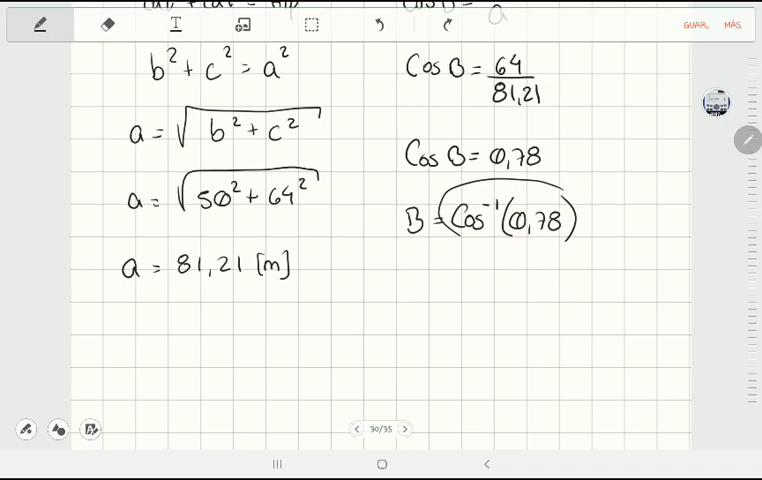 GUAR. MÁS
b² + c² = a²
a = √b² + c²
a = √50² + 64²
a = 81,21 [m]
a
Cos B = 64/81,21
Cos B = 0,78
B = Cos⁻¹(0,78)
30/35